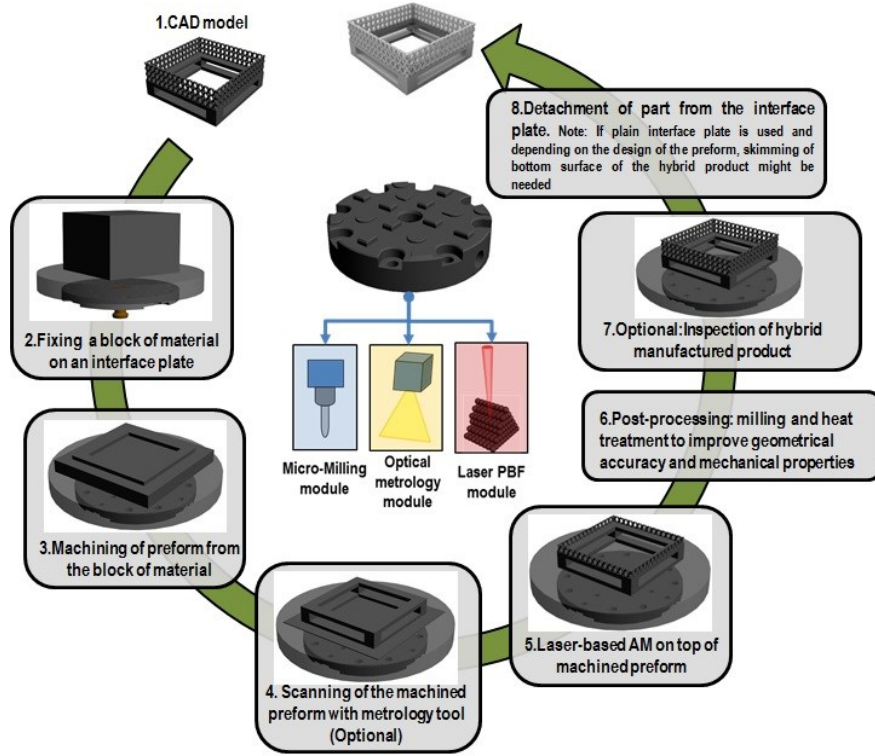 1.CAD model
2.Fixing a block of material
on an interface plate
3.Machining of preform from
the block of material
4. Scanning of the machined
preform with metrology tool
(Optional)
5.Laser-based AM on top of
machined preform
6.Post-processing: milling and heat
treatment to improve geometrical
accuracy and mechanical properties
7.Optional:Inspection of hybrid
manufactured product
8.Detachment of part from the interface
plate. Note: If plain interface plate is used and
depending on the design of the preform, skimming of
bottom surface of the hybrid product might be
needed
Micro-Milling
module
Optical
metrology
module
Laser PBF
module